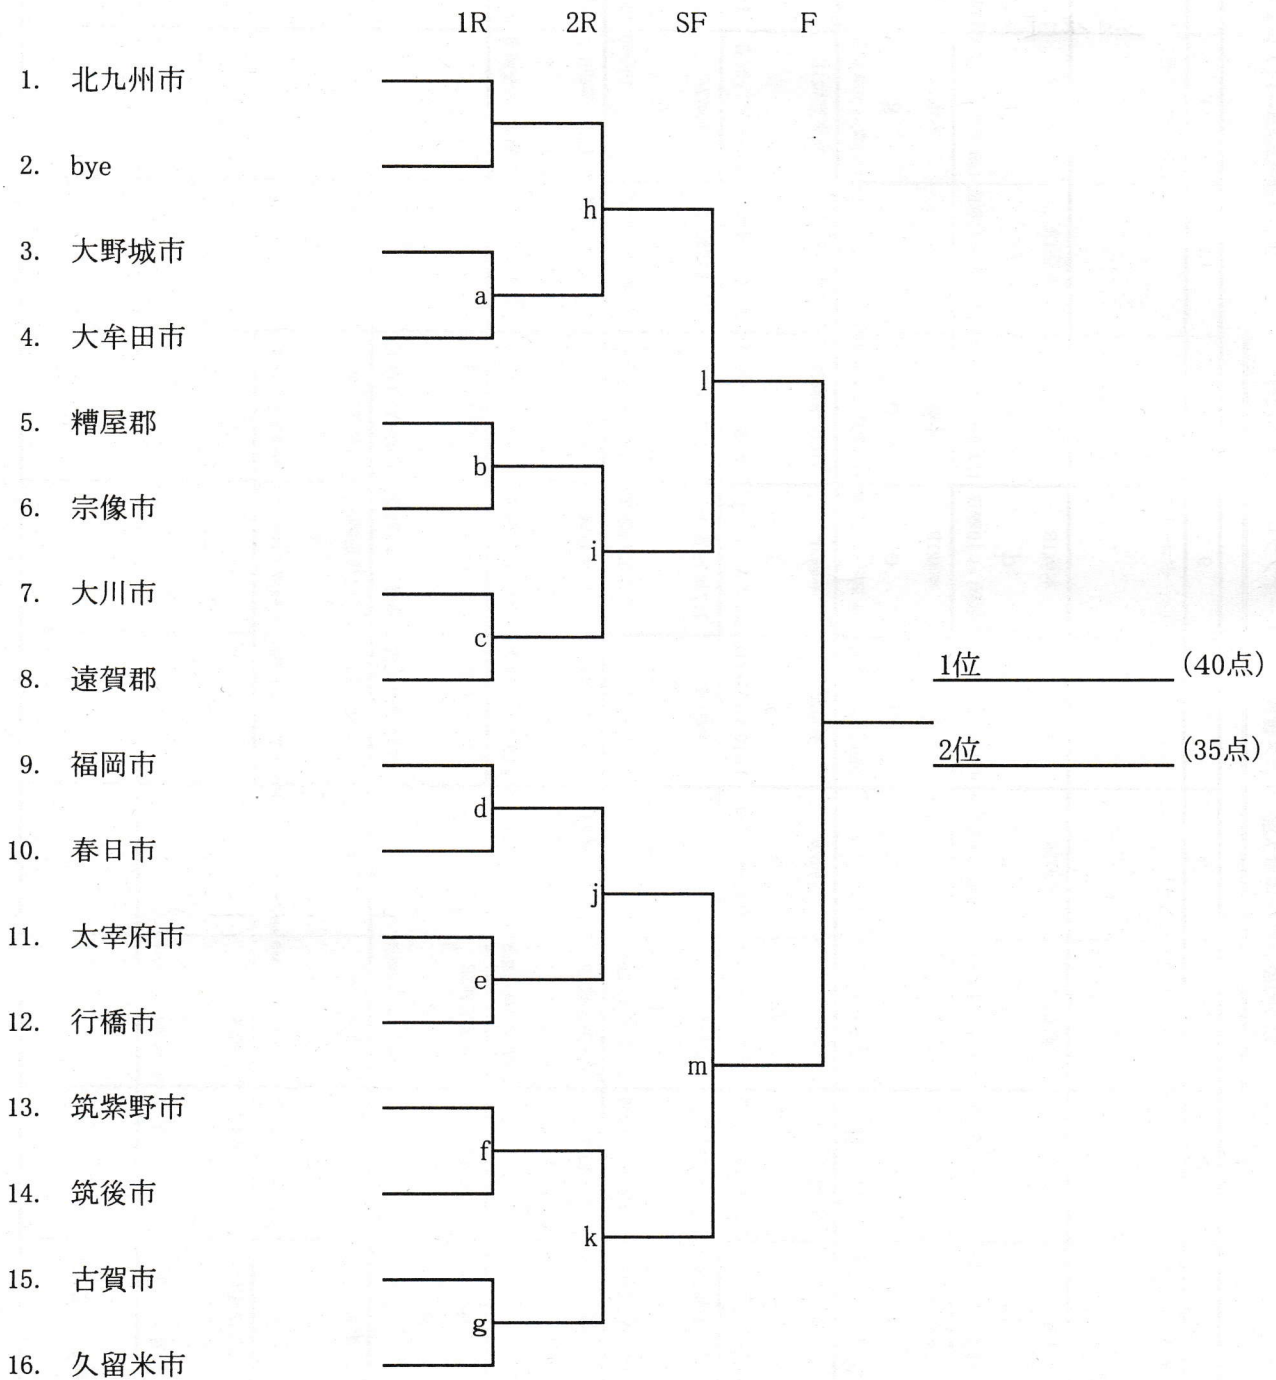 1R 2R SF F
1. 北九州市
2. bye
h
3. 大野城市
a
4. 大牟田市
l
5. 糟屋郡
b
6. 宗像市
i
7. 大川市
c
8. 遠賀郡
1位 (40点)
2位 (35点)
9. 福岡市
d
10. 春日市
j
11. 太宰府市
e
12. 行橋市
m
13. 筑紫野市
f
14. 筑後市
k
15. 古賀市
g
16. 久留米市